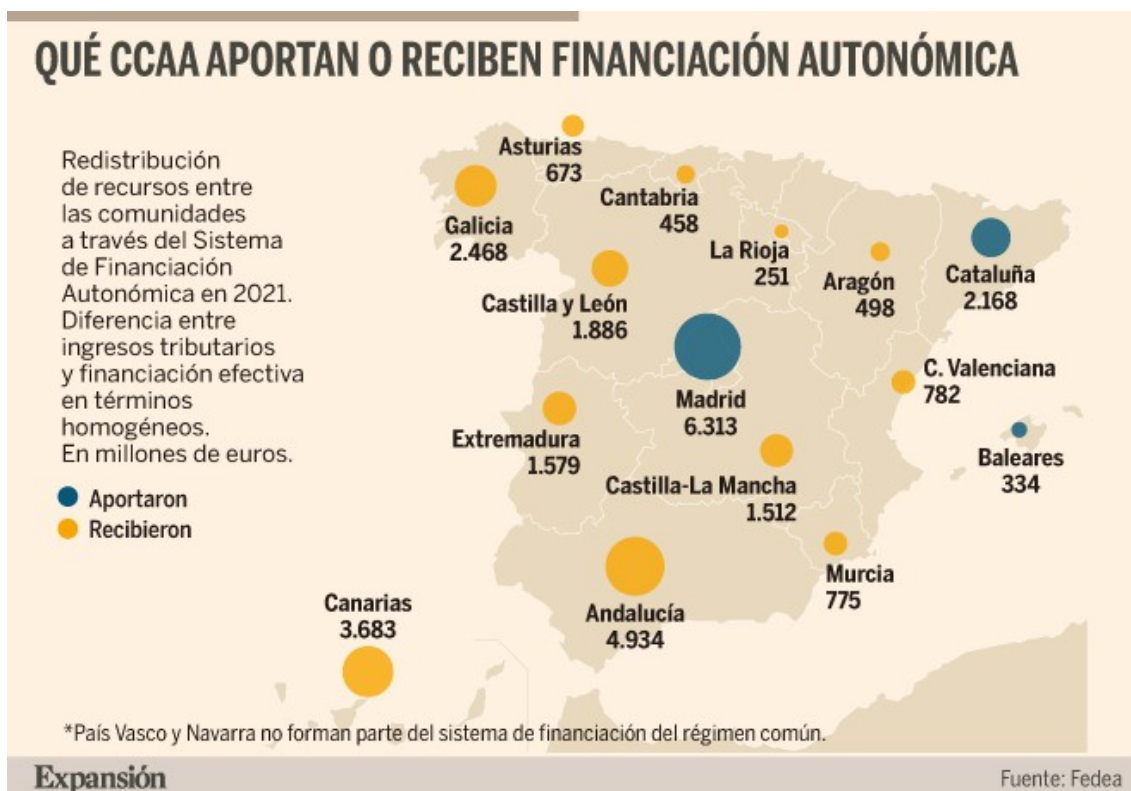 QUÉ CCAA APORTAN O RECIBEN FINANCIACIÓN AUTONÓMICA
Redistribución
de recursos entre
las comunidades
a través del Sistema
de Financiación
Autonómica en 2021.
Diferencia entre
ingresos tributarios
y financiación efectiva
en términos
homogéneos.
En millones de euros.
Aportaron
Recibieron
Asturias
673
Cantabria
458
Galicia
2.468
La Rioja
251
Aragón
498
Cataluña
2.168
Castilla y León
1.886
C. Valenciana
782
Madrid
6.313
Extremadura
1.579
Baleares
334
Castilla-La Mancha
1.512
Murcia
775
Andalucía
4.934
Canarias
3.683
*País Vasco y Navarra no forman parte del sistema de financiación del régimen común.
Expansión
Fuente: Fedea